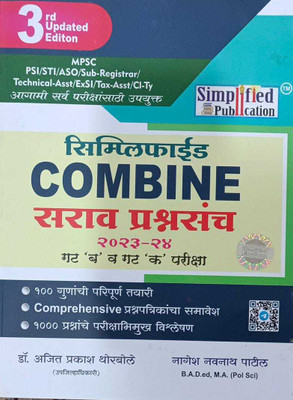 3rd Updated Editon
MPSC
PSI/STI/ASO/Sub-Registrar/
Technical-Asst/ExSI/Tax-Asst/Cl-Ty
आगामी सर्व परीक्षांसाठी उपयुक्त
Simplified
Publication
TM
सिम्प्लिफाईड
COMBINE
सराव प्रश्नसंच
२०२३-२४
गट ‘ब’ व गट ‘क’ परीक्षा
१०० गुणांची परिपूर्ण तयारी
Comprehensive प्रश्नपत्रिकांचा समावेश
१००० प्रश्नांचे परीक्षाभिमुख विश्लेषण
डॉ. अजित प्रकाश थोरबोले
(उपजिल्हाधिकारी)
नागेश नवनाथ पाटील
B.A.D.ed, M.A. (Pol Sci)